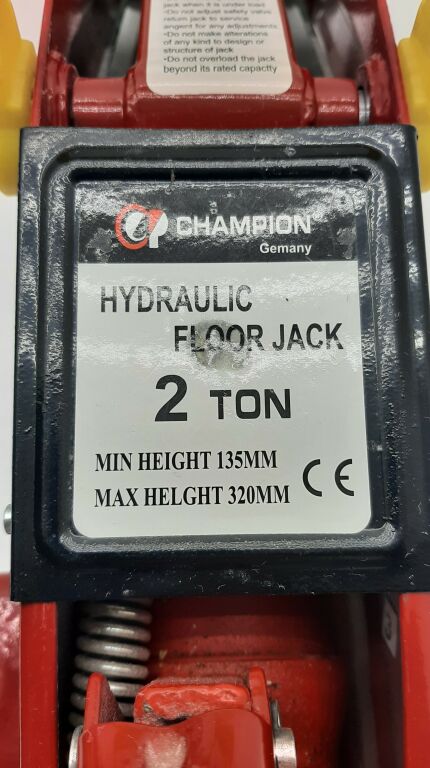 jack when it is under load
•Do not adjust safety valve
return jack to service
angent for any adjustments
•Do not make alterations
of any kind to design or
structure of jack
•Do not overload the jack
beyond its rated capactly
CHAMPION
Gemany
HYDRAULIC
FLOOR JACK
2 TON
MIN HEIGHT 135MM
MAX HELGHT 320MM
CE